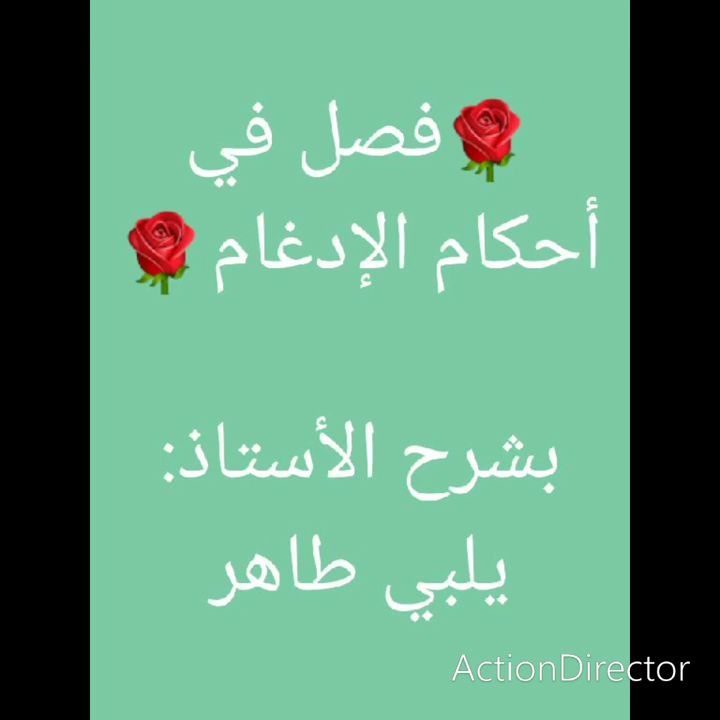 🌹فصل في
أحكام الإدغام 🌹
بشرح الأستاذ:
يلبي طاهر
ActionDirector